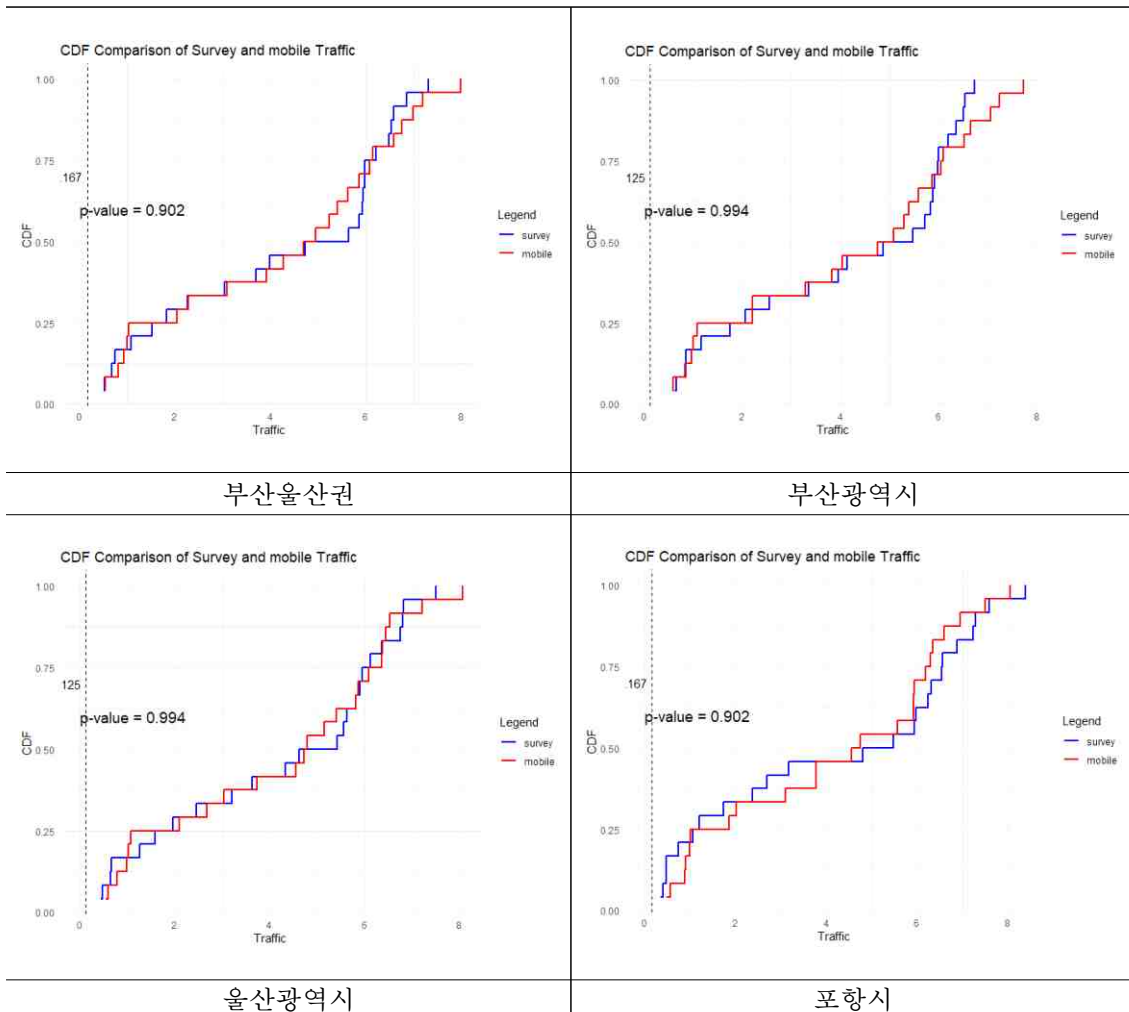 CDF Comparison of Survey and mobile Traffic
1.00
0.75
.167
p-value = 0.902
0.50
CDF
0.25
0.00
0 2 4 6 8
Traffic
Legend
survey
mobile
CDF Comparison of Survey and mobile Traffic
1.00
0.75
125
p-value = 0.994
0.50
CDF
0.25
0.00
0 2 4 6 8
Traffic
Legend
survey
mobile
부산울산권
부산광역시
CDF Comparison of Survey and mobile Traffic
1.00
0.75
125
p-value = 0.994
0.50
CDF
0.25
0.00
0 2 4 6 8
Traffic
Legend
survey
mobile
CDF Comparison of Survey and mobile Traffic
1.00
0.75
.167
p-value = 0.902
0.50
CDF
0.25
0.00
0 2 4 6 8
Traffic
Legend
survey
mobile
울산광역시
포항시